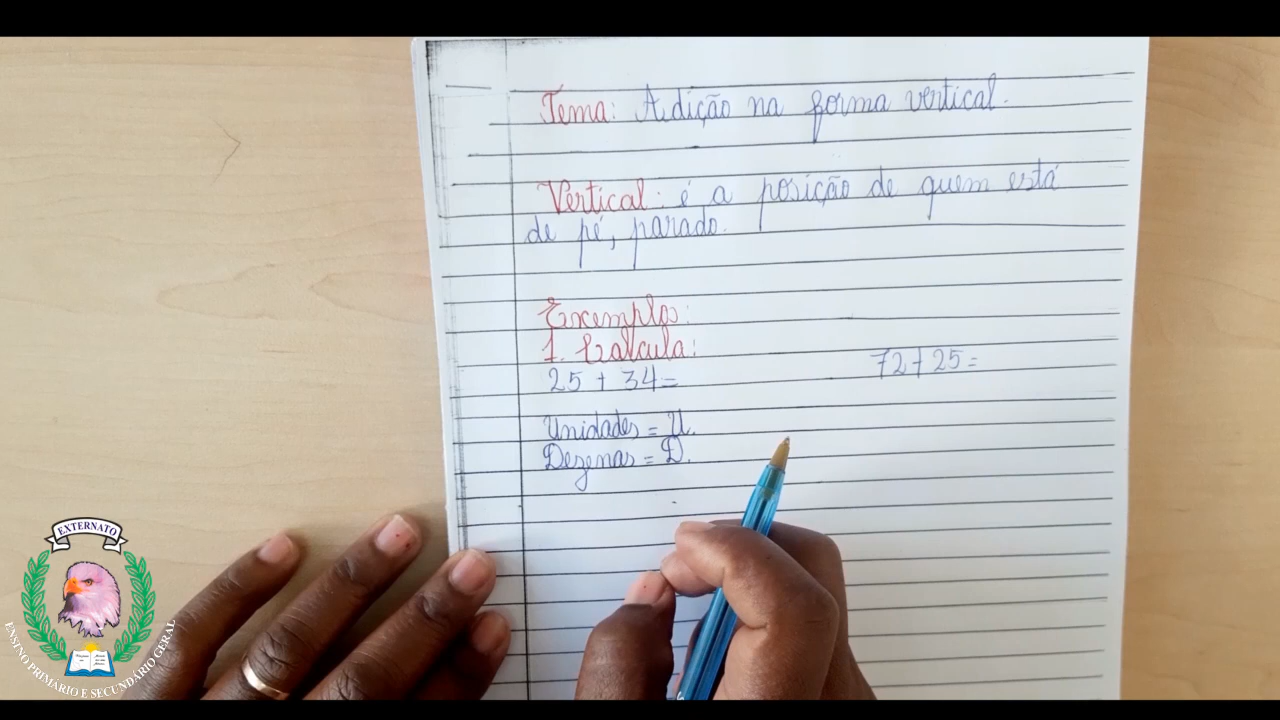 Tema: Adição na forma vertical.
Vertical: é a posição de quem está
de pé, parado.
Exemplos:
1. Calcula:
25 + 34=
72+25=
Unidades = U.
Dezenas = D.
EXTERNATO
ENSINO PRIMÁRIO E SECUNDÁRIO GERAL